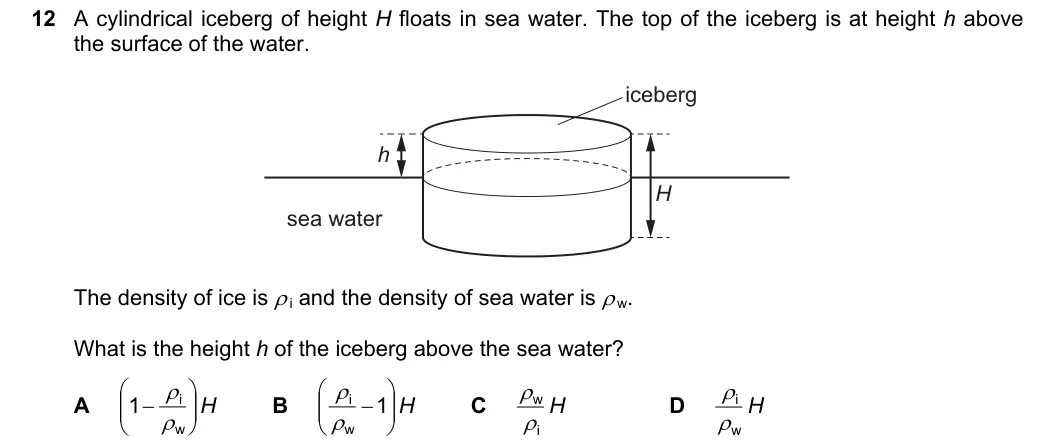 12 A cylindrical iceberg of height H floats in sea water. The top of the iceberg is at height h above
the surface of the water.
iceberg
h
H
sea water
The density of ice is ρi and the density of sea water is ρw.
What is the height h of the iceberg above the sea water?
A (1 – ρi/ρw)H B (ρi/ρw – 1)H C ρw/ρi H D ρi/ρw H